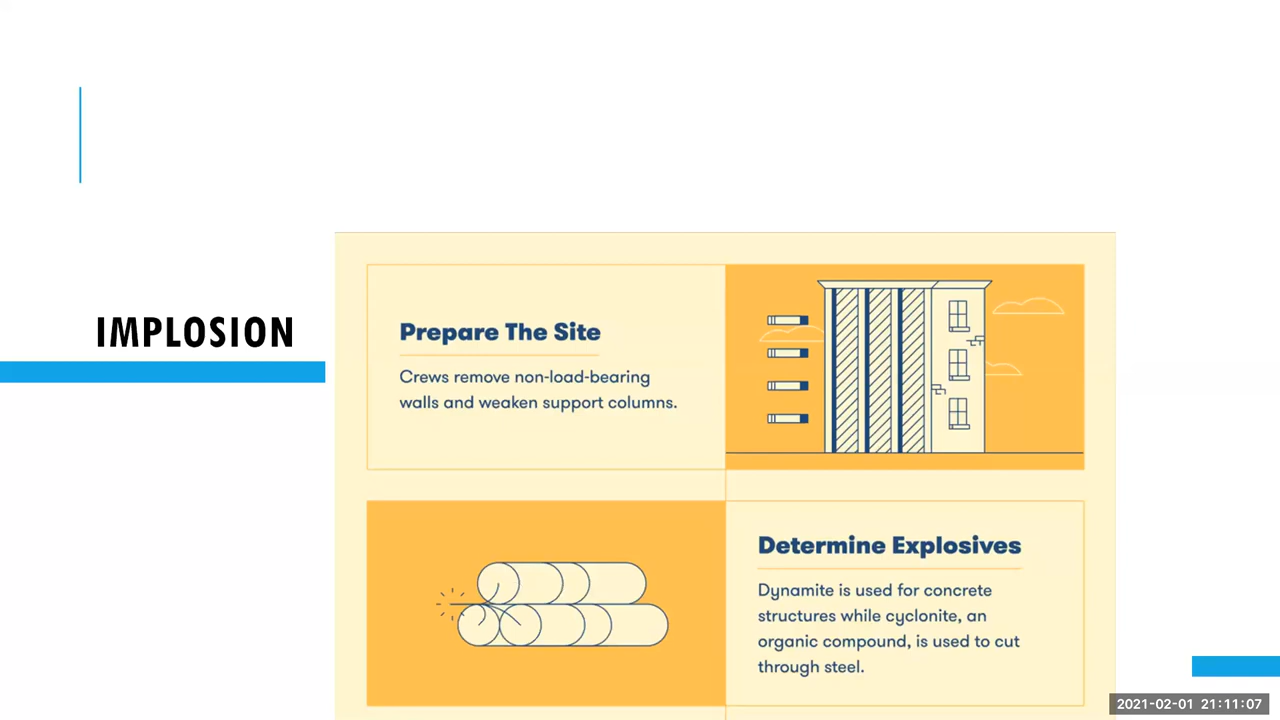 IMPLOSION
Prepare The Site
Crews remove non-load-bearing
walls and weaken support columns.
Determine Explosives
Dynamite is used for concrete
structures while cyclonite, an
organic compound, is used to cut
through steel.
2021-02-01 21:11:07